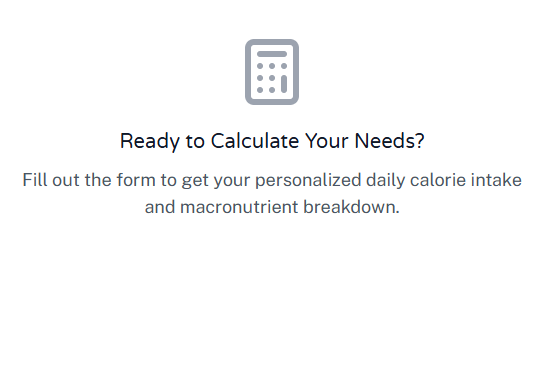 Ready to Calculate Your Needs?
Fill out the form to get your personalized daily calorie intake
and macronutrient breakdown.